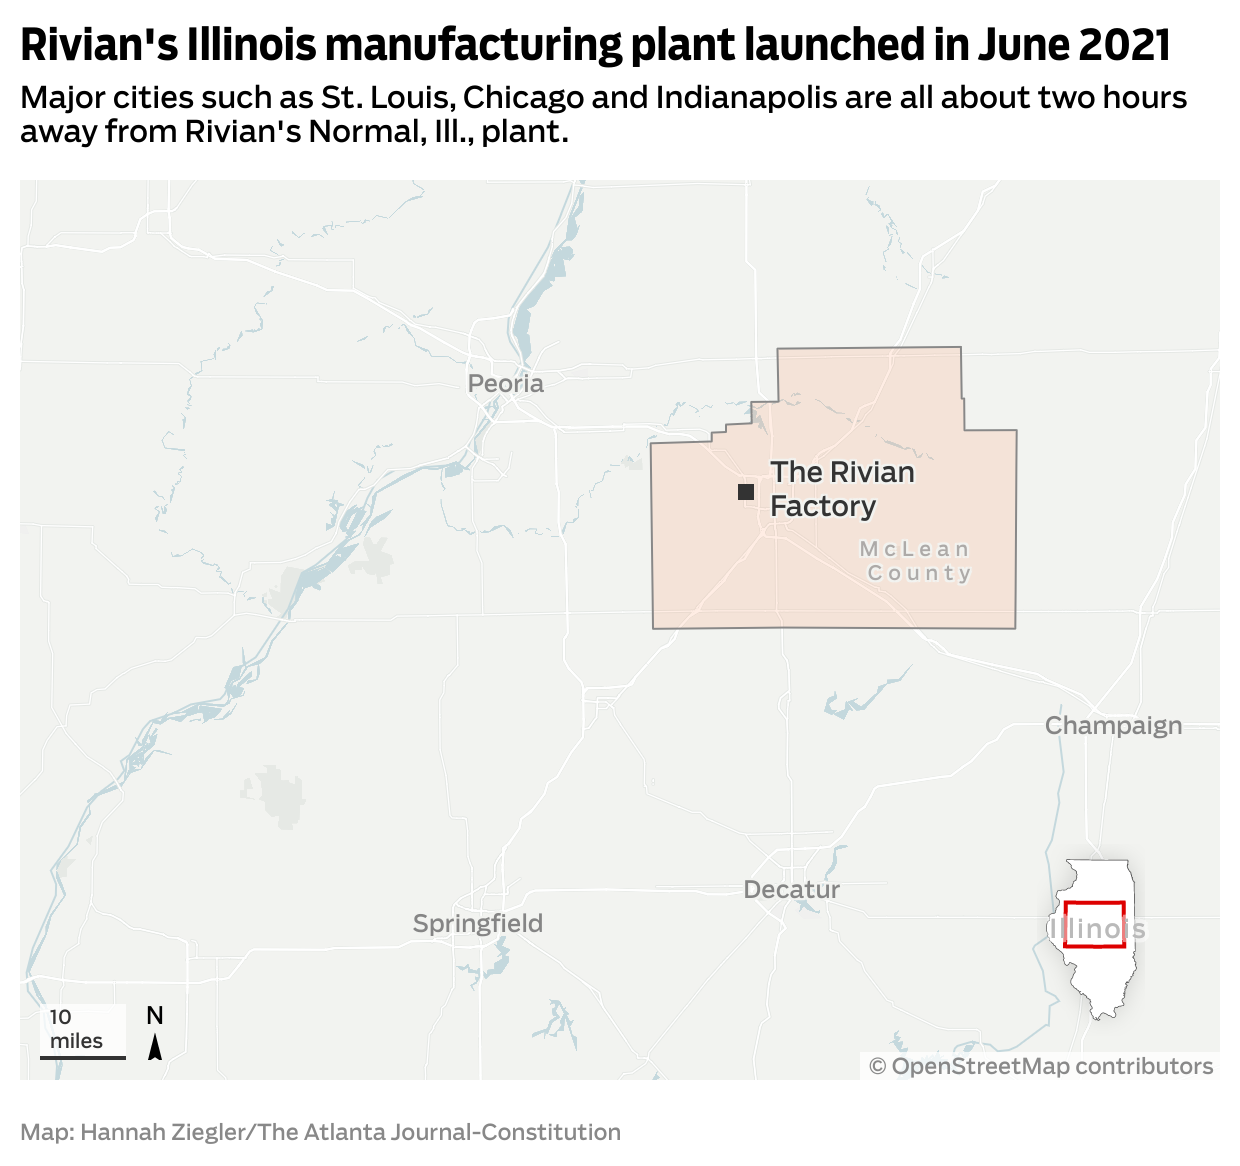 Rivian's Illinois manufacturing plant launched in June 2021
Major cities such as St. Louis, Chicago and Indianapolis are all about two hours
away from Rivian's Normal, Ill., plant.
Peoria
The Rivian
Factory
McLean
County
Champaign
Decatur
Springfield
Illinois
10
miles
N
© OpenStreetMap contributors
Map: Hannah Ziegler/The Atlanta Journal-Constitution